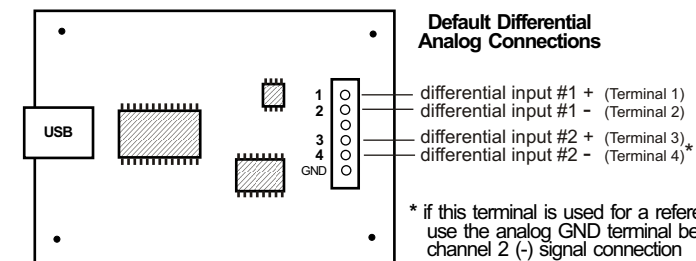 Default Differential
Analog Connections
USB
1
2
3
4
GND
differential input #1 + (Terminal 1)
differential input #1 - (Terminal 2)
differential input #2 + (Terminal 3)
differential input #2 - (Terminal 4)*
* if this terminal is used for a refere
use the analog GND terminal be
channel 2 (-) signal connection